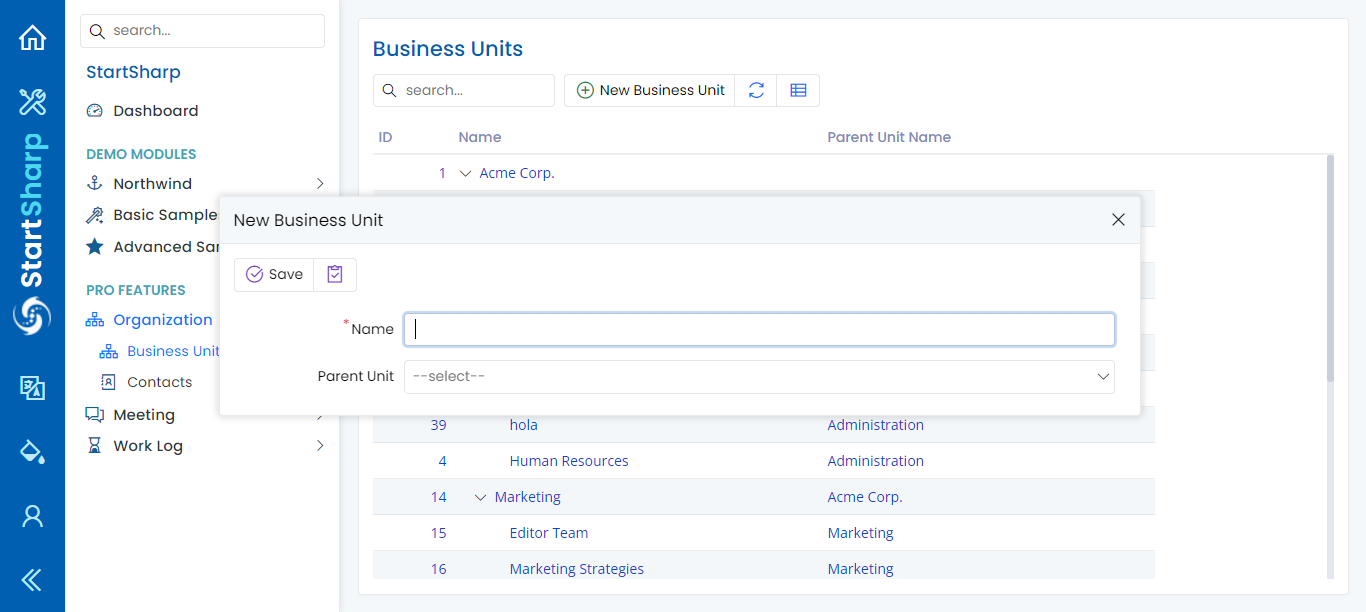 StartSharp
search...
StartSharp
Dashboard
DEMO MODULES
Northwind
Basic Sample
Advanced Sa
PRO FEATURES
Organization
Business Unit
Contacts
Meeting
Work Log
Business Units
search...
New Business Unit
ID Name Parent Unit Name
1 Acme Corp.
New Business Unit
Save
* Name
Parent Unit --select--
39 hola Administration
4 Human Resources Administration
14 Marketing Acme Corp.
15 Editor Team Marketing
16 Marketing Strategies Marketing